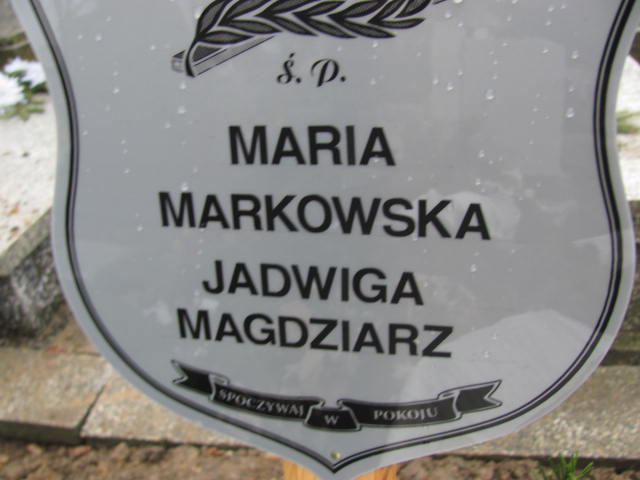 Ś. P.
MARIA
MARKOWSKA
JADWIGA
MAGDZIARZ
SPOCZYWAJ W POKOJU